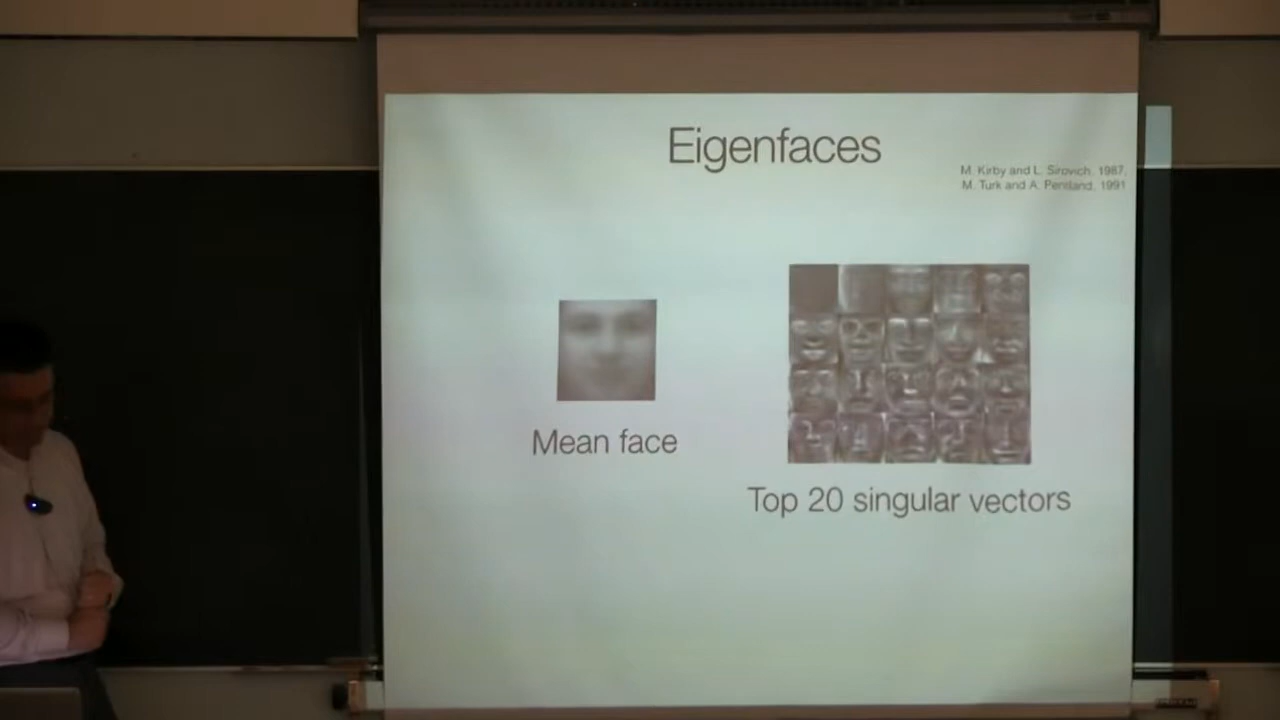 Eigenfaces
M. Kirby and L. Sirovich, 1987,
M. Turk and A. Pentland, 1991
Mean face
Top 20 singular vectors